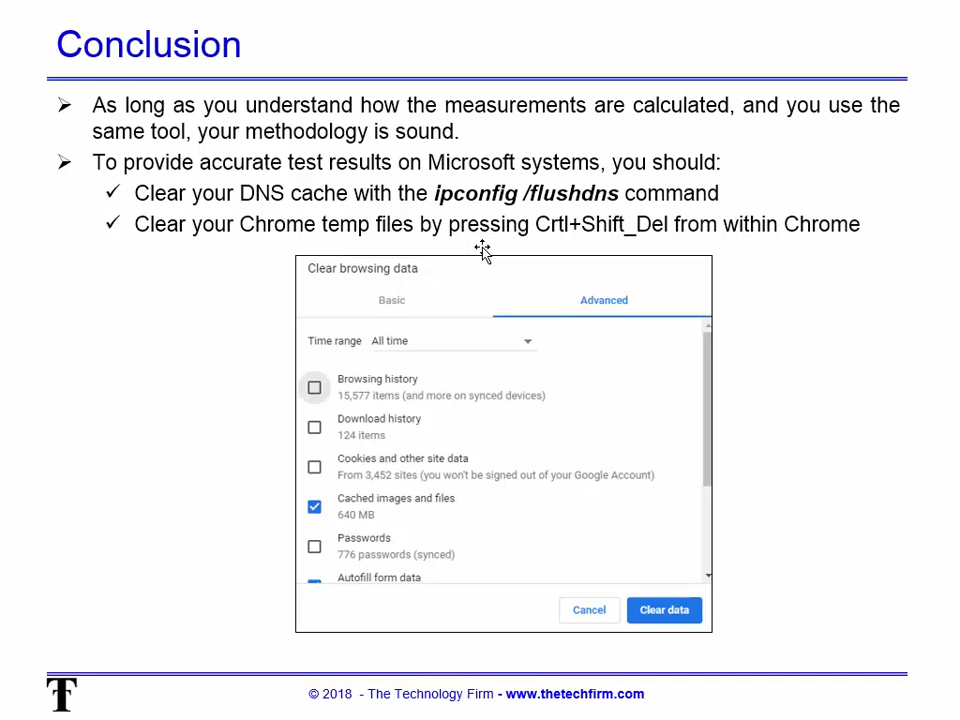 Conclusion
As long as you understand how the measurements are calculated, and you use the
same tool, your methodology is sound.
To provide accurate test results on Microsoft systems, you should:
Clear your DNS cache with the ipconfig /flushdns command
Clear your Chrome temp files by pressing Crtl+Shift_Del from within Chrome
Clear browsing data
Basic Advanced
Time range All time
Browsing history
15,577 items (and more on synced devices)
Download history
124 items
Cookies and other site data
From 3,452 sites (you won't be signed out of your Google Account)
Cached images and files
640 MB
Passwords
776 passwords (synced)
Autofill form data
Cancel Clear data
© 2018 - The Technology Firm - www.thetechfirm.com